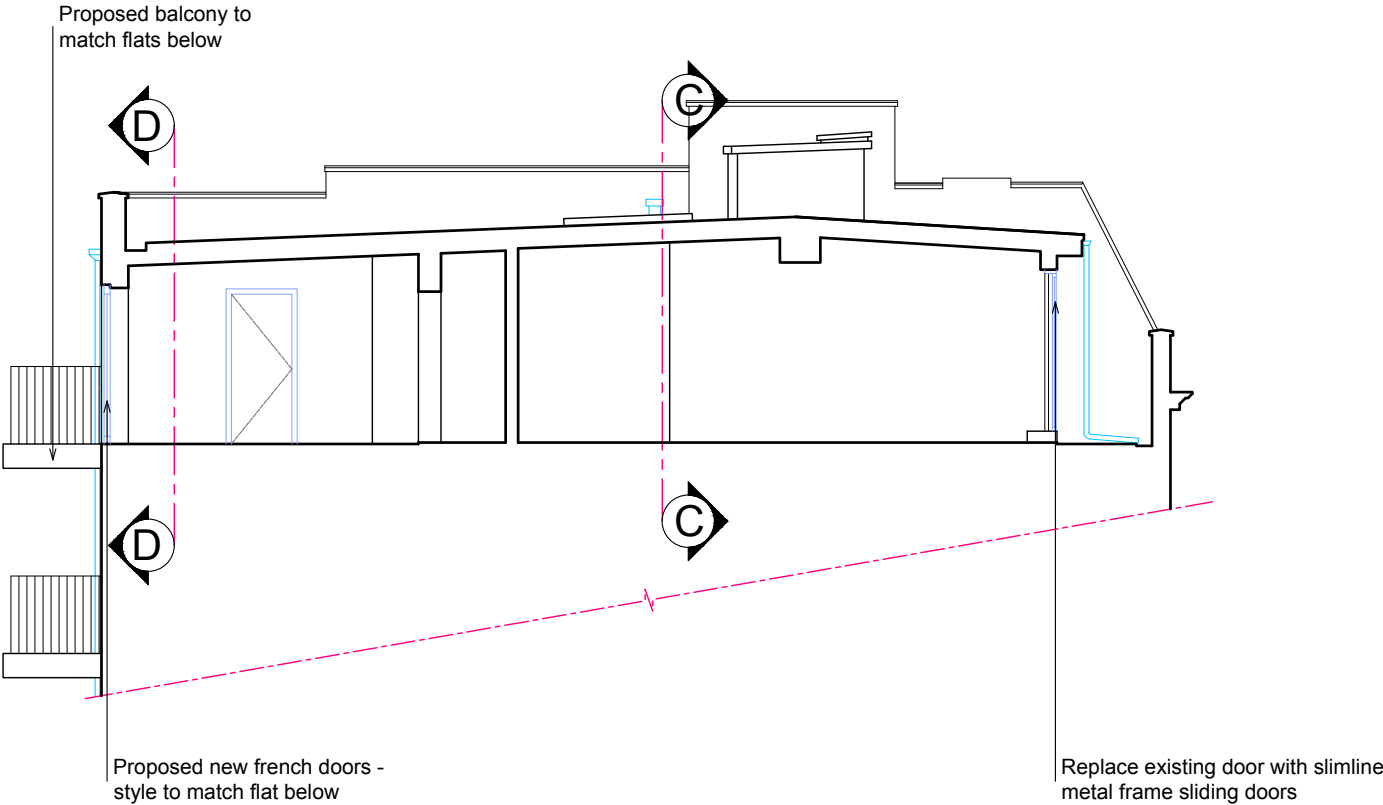 Proposed balcony to
match flats below
D
C
D
C
Proposed new french doors -
style to match flat below
Replace existing door with slimline
metal frame sliding doors